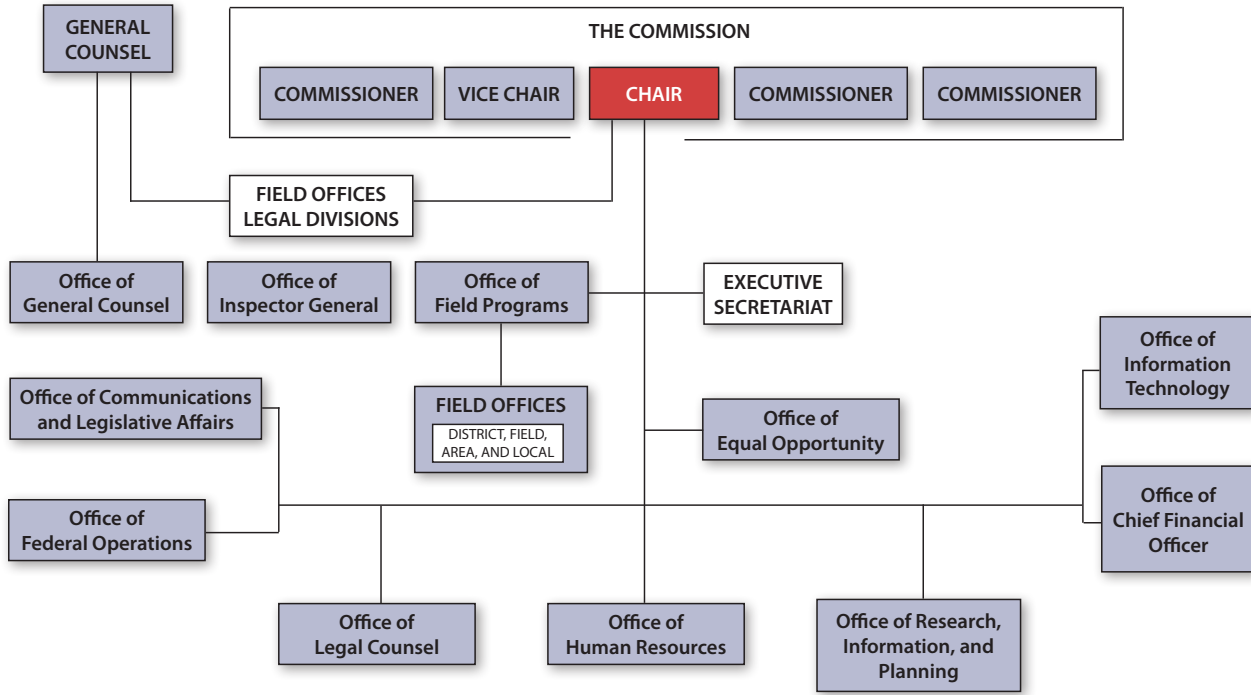 GENERAL
COUNSEL
THE COMMISSION
COMMISSIONER
VICE CHAIR
CHAIR
COMMISSIONER
COMMISSIONER
FIELD OFFICES
LEGAL DIVISIONS
Office of
General Counsel
Office of
Inspector General
Office of
Field Programs
EXECUTIVE
SECRETARIAT
Office of
Information
Technology
Office of Communications
and Legislative Affairs
FIELD OFFICES
DISTRICT, FIELD,
AREA, AND LOCAL
Office of
Equal Opportunity
Office of
Federal Operations
Office of
Chief Financial
Officer
Office of
Legal Counsel
Office of
Human Resources
Office of Research,
Information, and
Planning